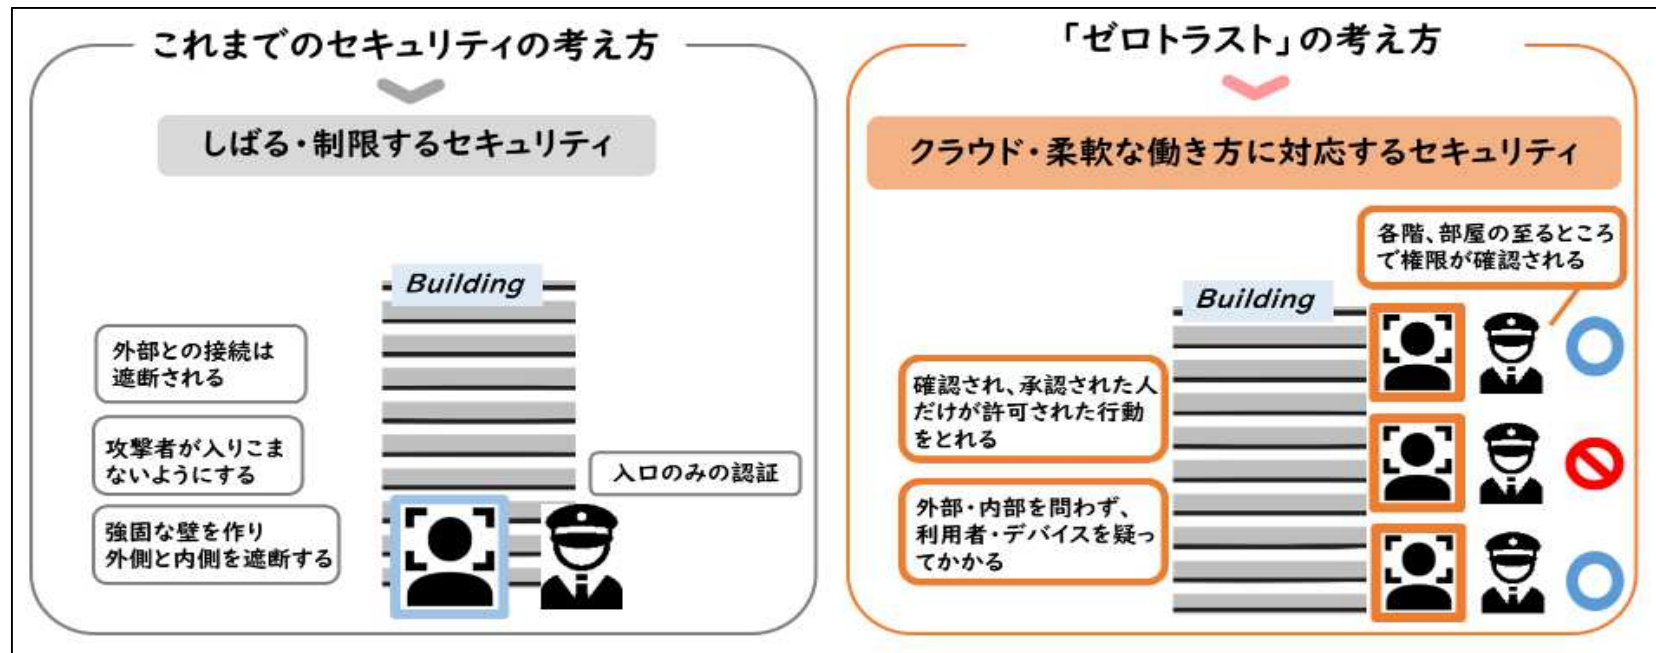 これまでのセキュリティの考え方
しばる・制限するセキュリティ
Building
外部との接続は
遮断される
攻撃者が入りこま
ないようにする
強固な壁を作り
外側と内側を遮断する
入口のみの認証
「ゼロトラスト」の考え方
クラウド・柔軟な働き方に対応するセキュリティ
各階、部屋の至るところ
で権限が確認される
Building
確認され、承認された人
だけが許可された行動
をとれる
外部・内部を問わず、
利用者・デバイスを疑っ
てかかる